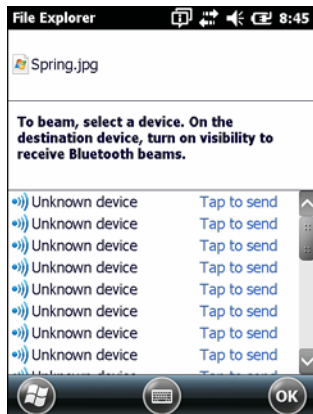 File Explorer 8:45
Spring.jpg
To beam, select a device. On the
destination device, turn on visibility to
receive Bluetooth beams.
Unknown device Tap to send
Unknown device Tap to send
Unknown device Tap to send
Unknown device Tap to send
Unknown device Tap to send
Unknown device Tap to send
Unknown device Tap to send
Unknown device Tap to send
OK